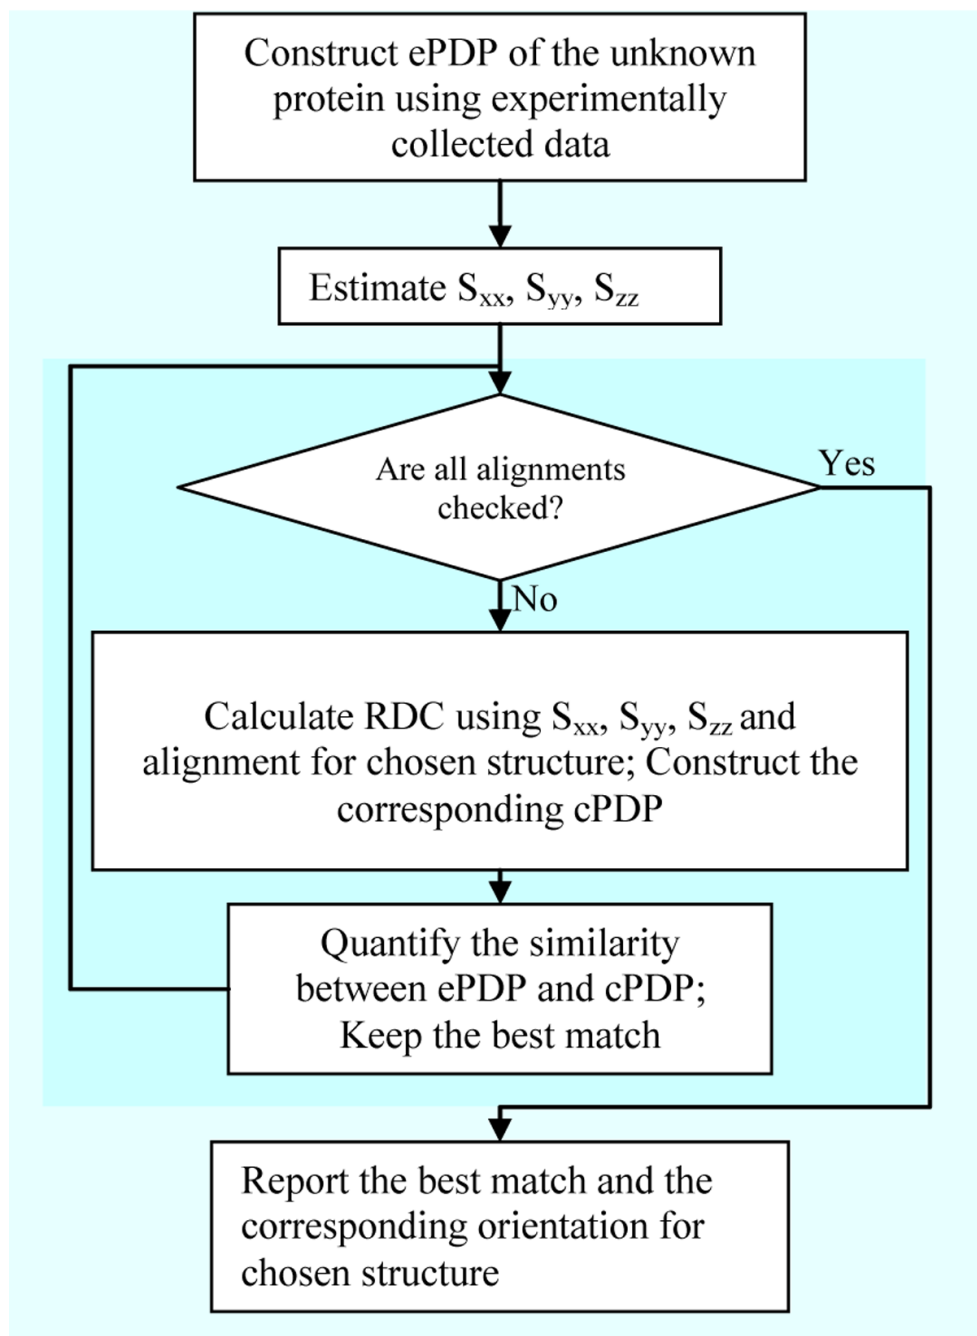 Construct ePDP of the unknown
protein using experimentally
collected data
Estimate Sxx, Syy, Szz
Are all alignments
checked?
Yes
No
Calculate RDC using Sxx, Syy, Szz and
alignment for chosen structure; Construct the
corresponding cPDP
Quantify the similarity
between ePDP and cPDP;
Keep the best match
Report the best match and the
corresponding orientation for
chosen structure